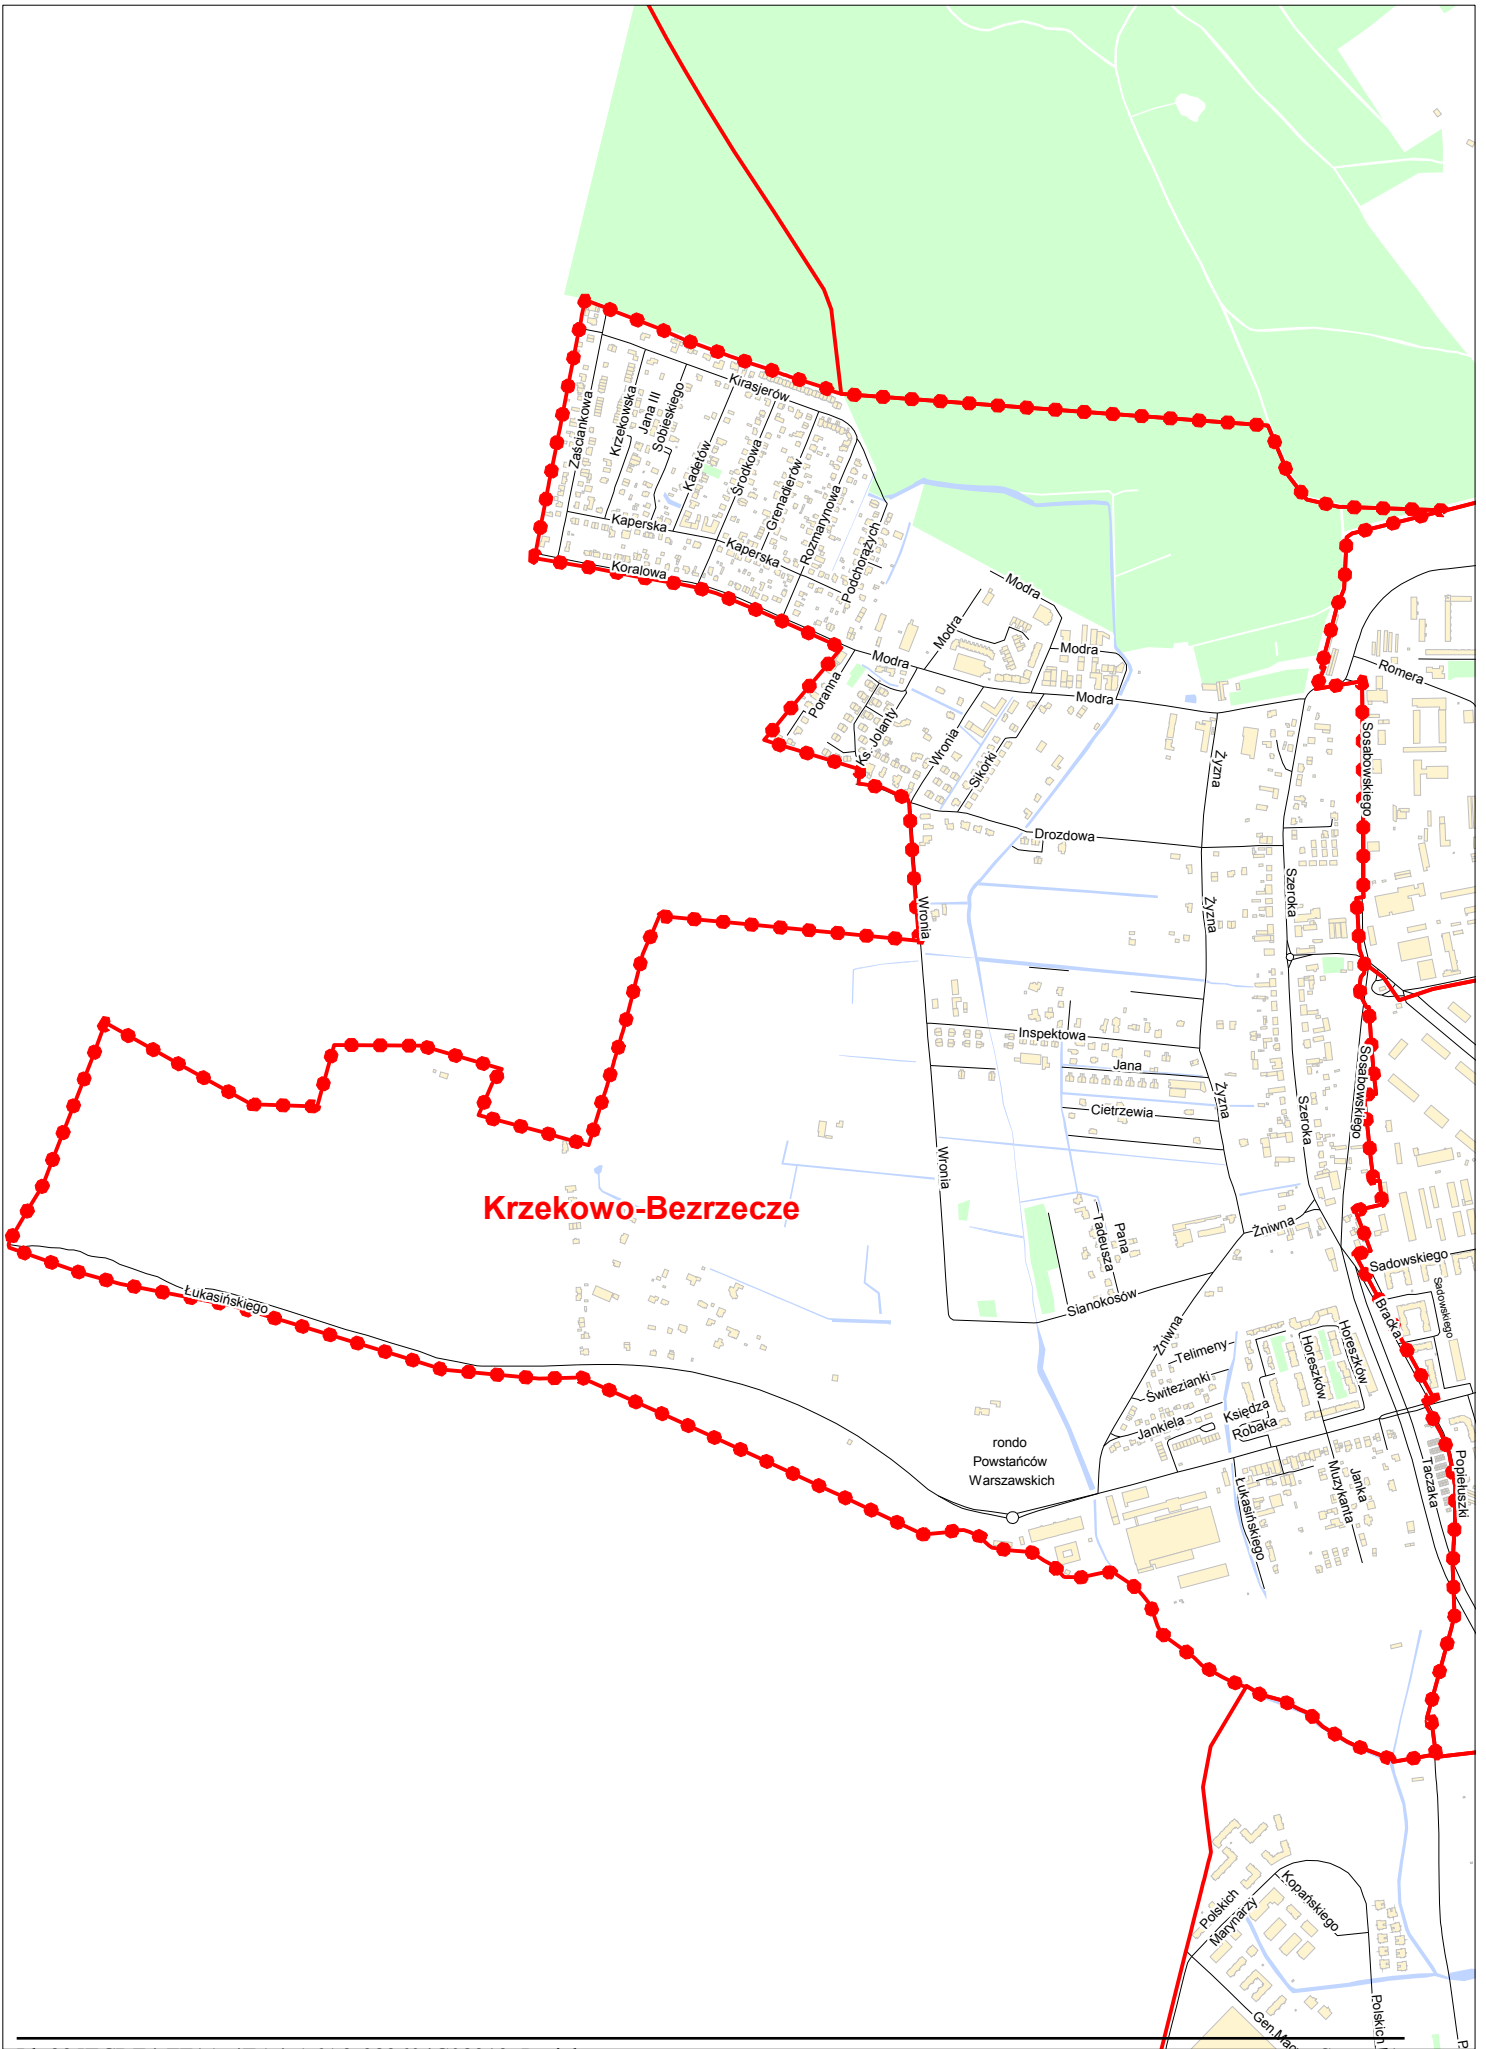 Kirasjerów
Zaściankowa
Krzekowska
Jana III
Sobieskiego
Kadetów
Środkowa
Grenadierów
Rozmarynowa
Podchorążych
Kaperska
Kaperska
Koralowa
Modra
Modra
Modra
Modra
Modra
Romera
Poranna
Ks. Jolanty
Wronia
Sikorki
Żyzna
Sosabowskiego
Drozdowa
Szeroka
Żyzna
Wronia
Inspektowa
Jana
Cietrzewia
Żyzna
Szeroka
Sosabowskiego
Wronia
Krzekowo-Bezrzecze
Pana
Tadeusza
Żniwna
Sadowskiego
Sadowskiego
Łukasińskiego
Sianokosów
Bracka
Żniwna
Telimeny
Horeszków
Horeszków
Świtezianki
Księdza
Robaka
Jankiela
rondo
Powstańców
Warszawskich
Łukasińskiego
Janka
Muzykanta
Taczaka
Popiełuszki
Kopańskiego
Polskich
Marynarzy
Polskich